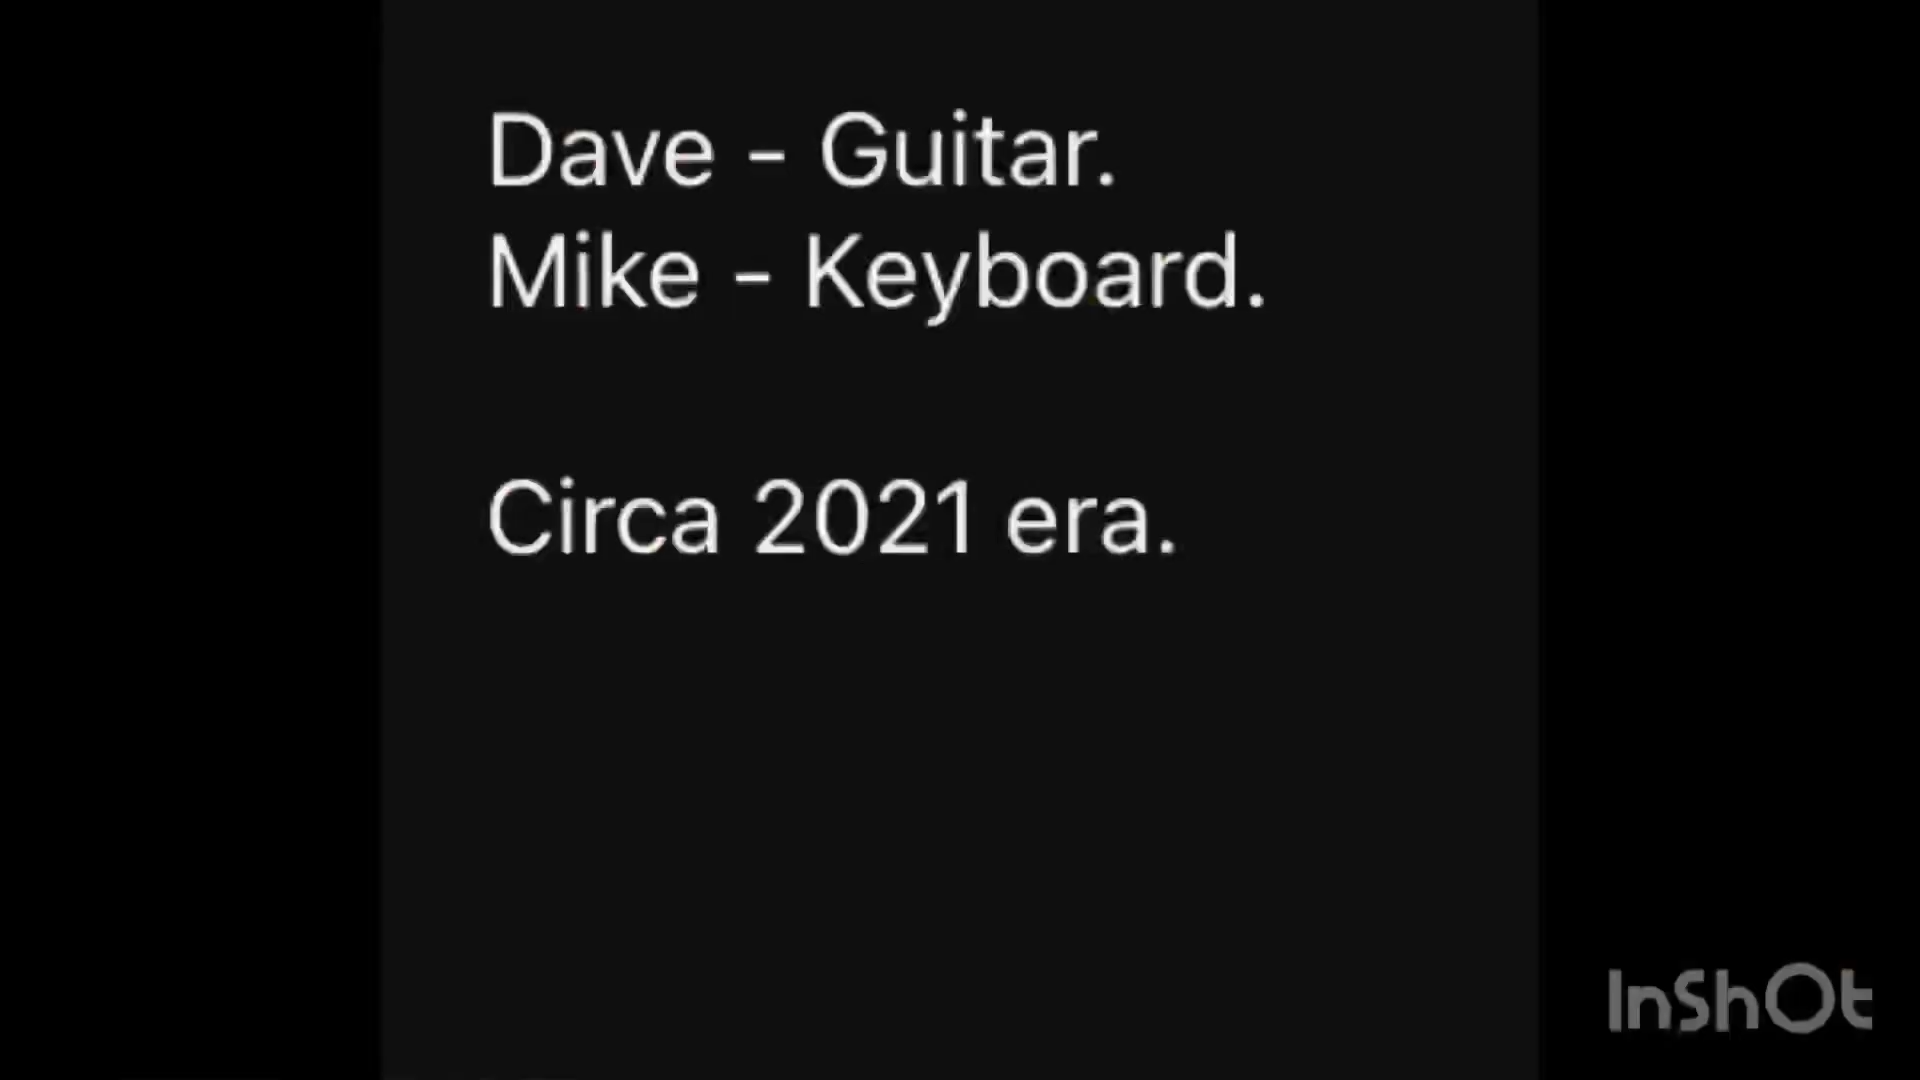 Dave - Guitar.
Mike - Keyboard.
Circa 2021 era.
InShOt